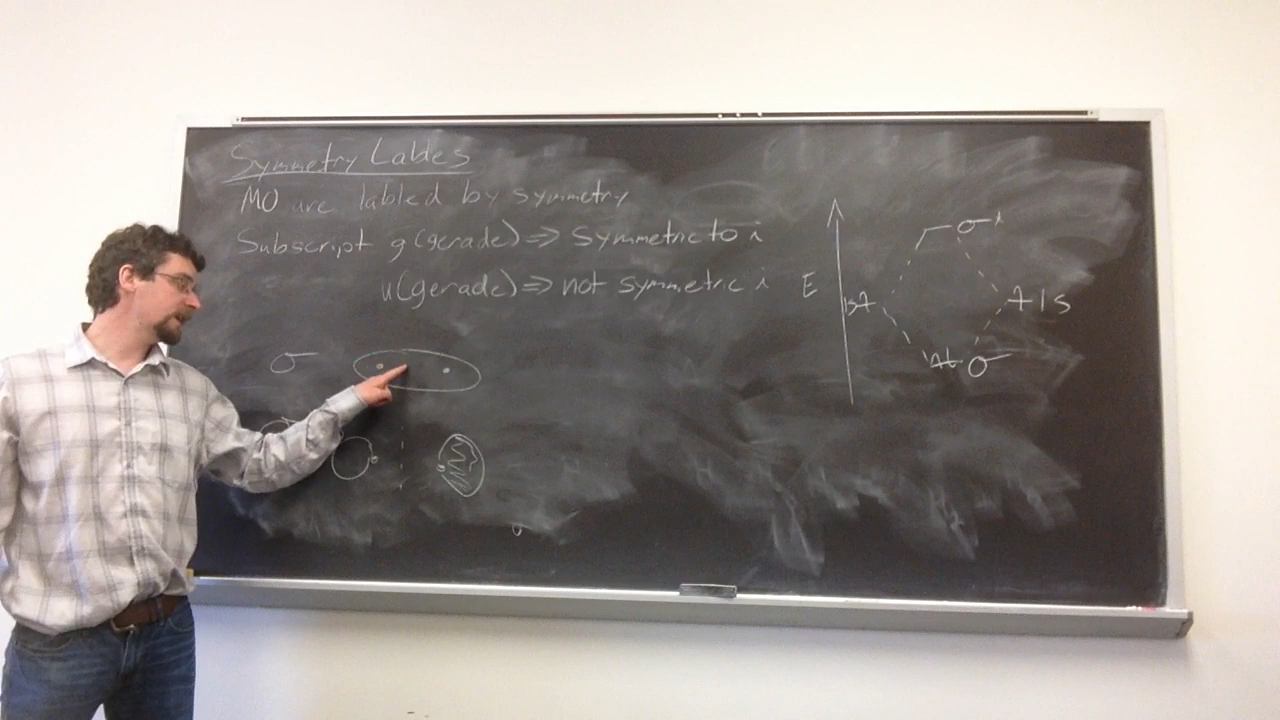 Symmetry Lables
MO are labled by symmetry
Subscript g(gerade) => Symmetric to i
u(gerade) => not symmetric i
σ
E
σ*
1s
1s
σ